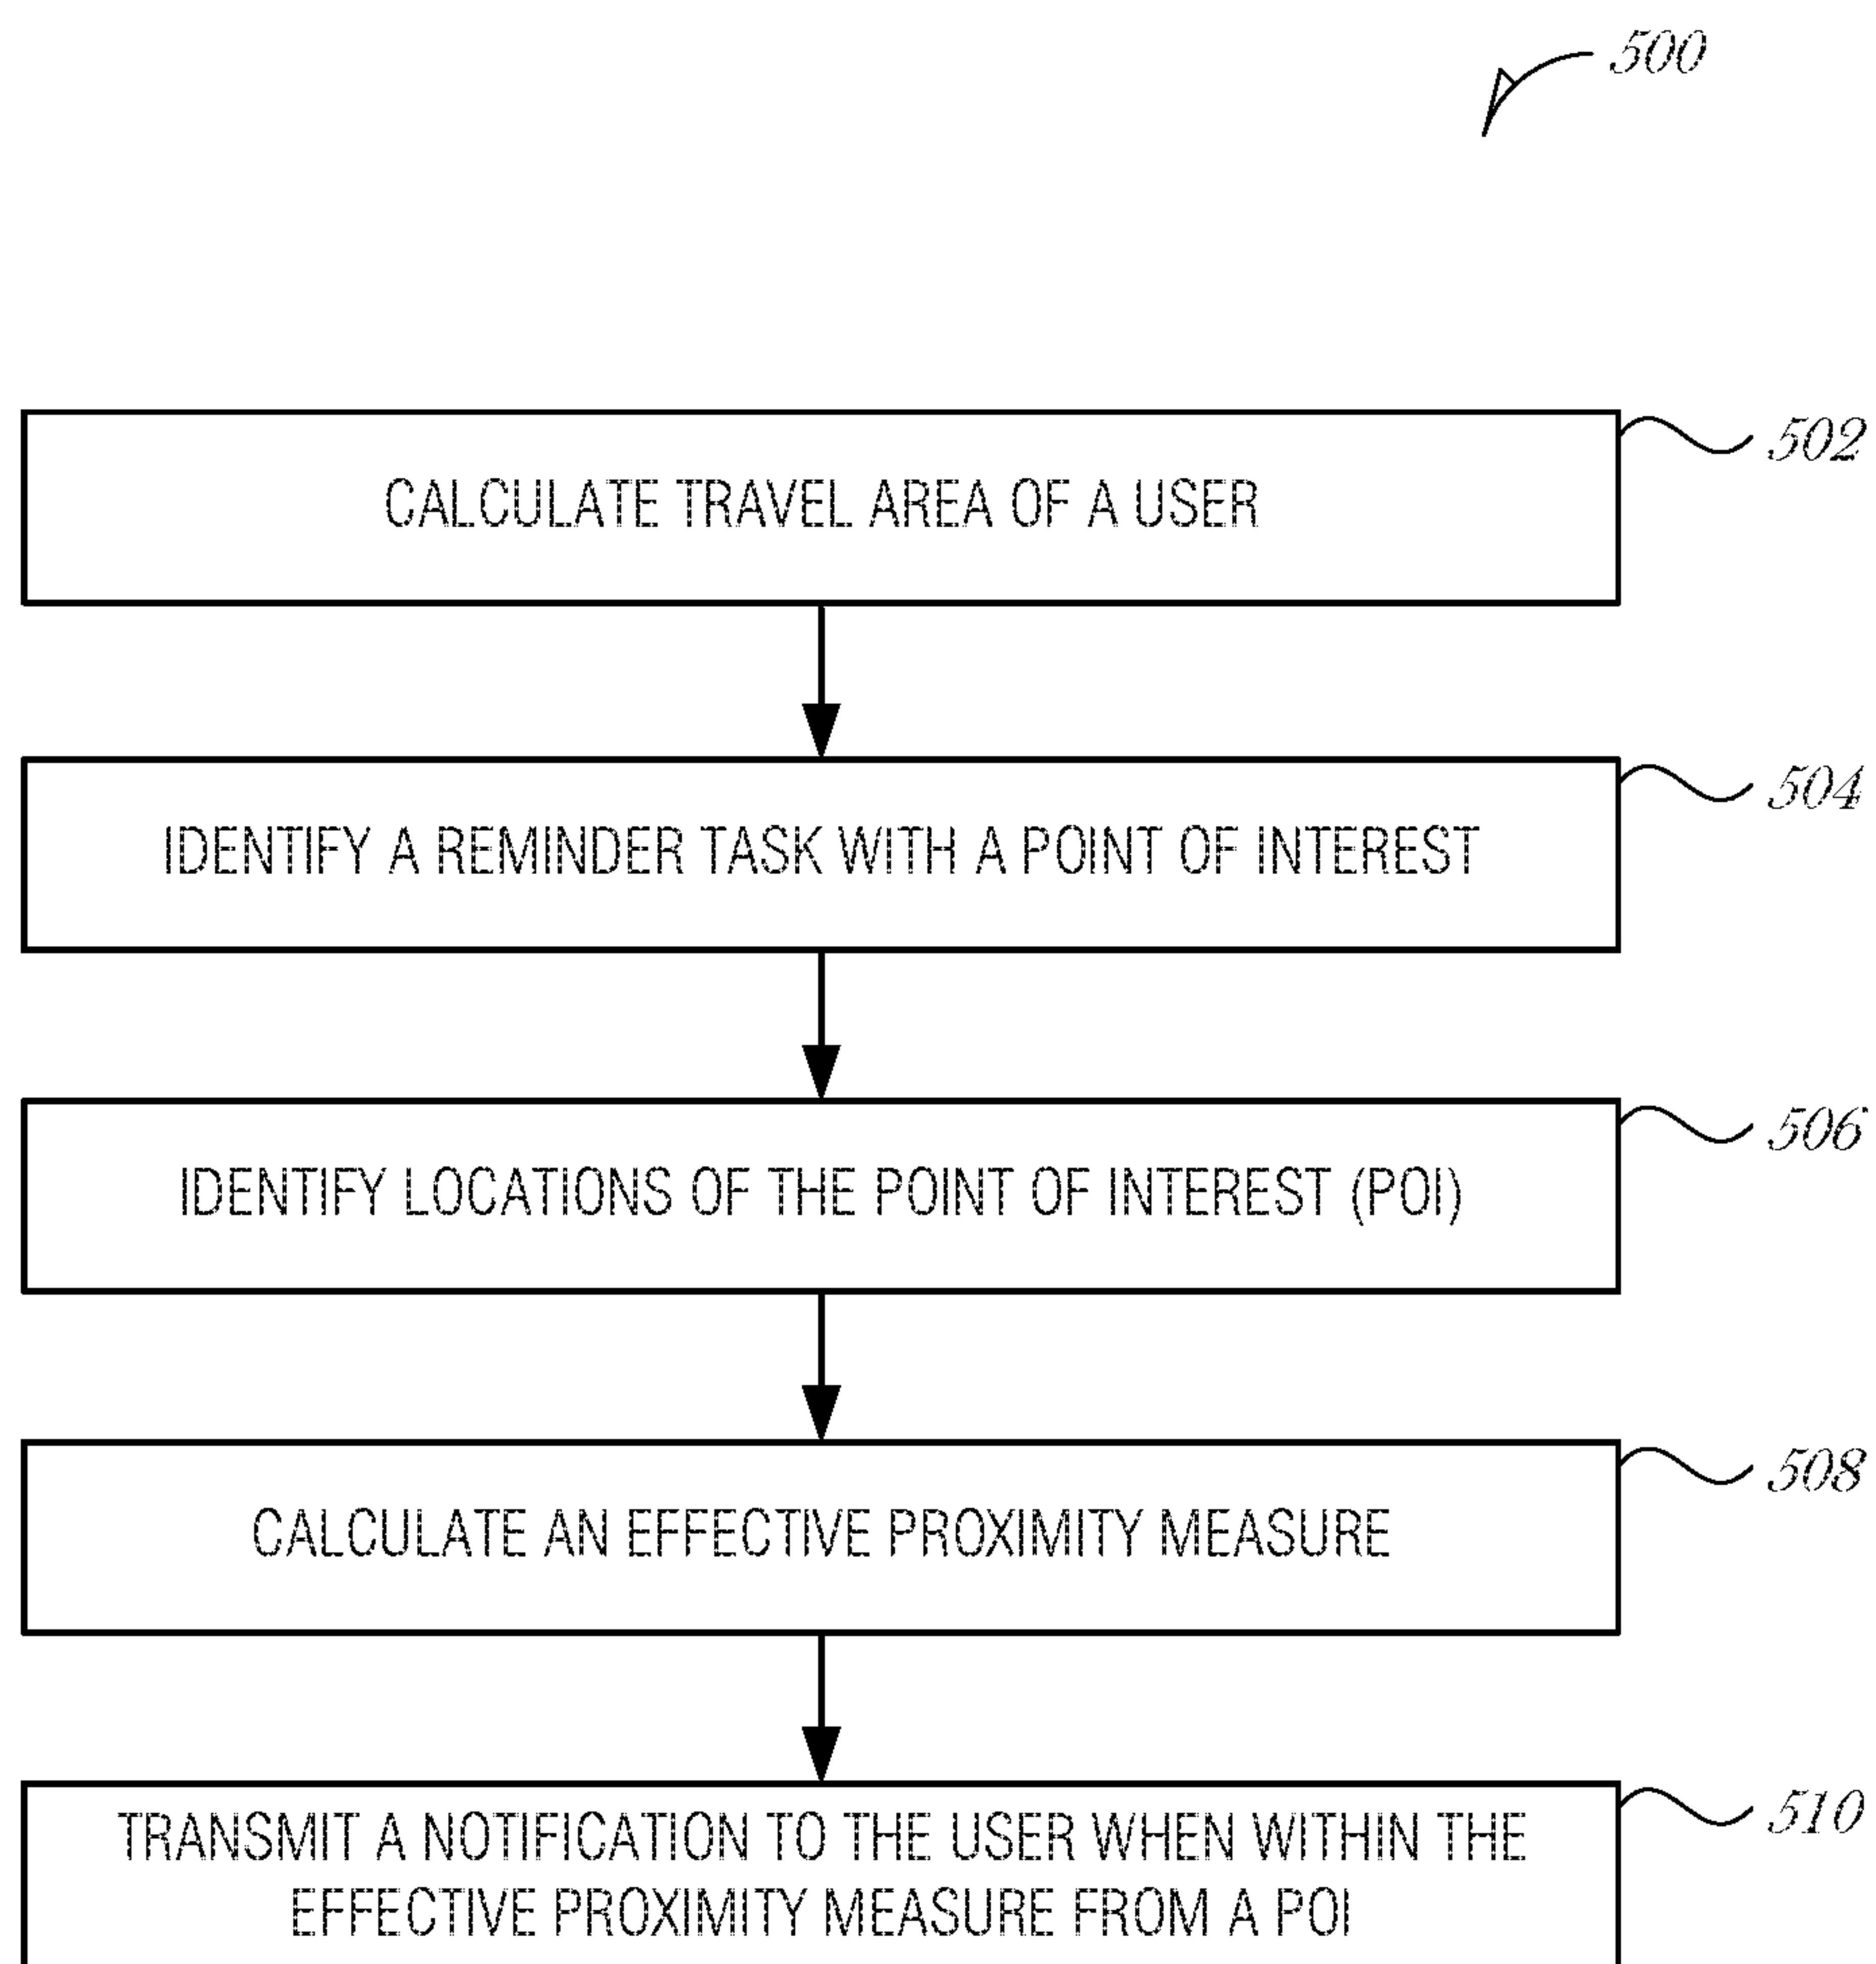 500
CALCULATE TRAVEL AREA OF A USER
502
IDENTIFY A REMINDER TASK WITH A POINT OF INTEREST
504
IDENTIFY LOCATIONS OF THE POINT OF INTEREST (POI)
506
CALCULATE AN EFFECTIVE PROXIMITY MEASURE
508
TRANSMIT A NOTIFICATION TO THE USER WHEN WITHIN THE
EFFECTIVE PROXIMITY MEASURE FROM A POI
510